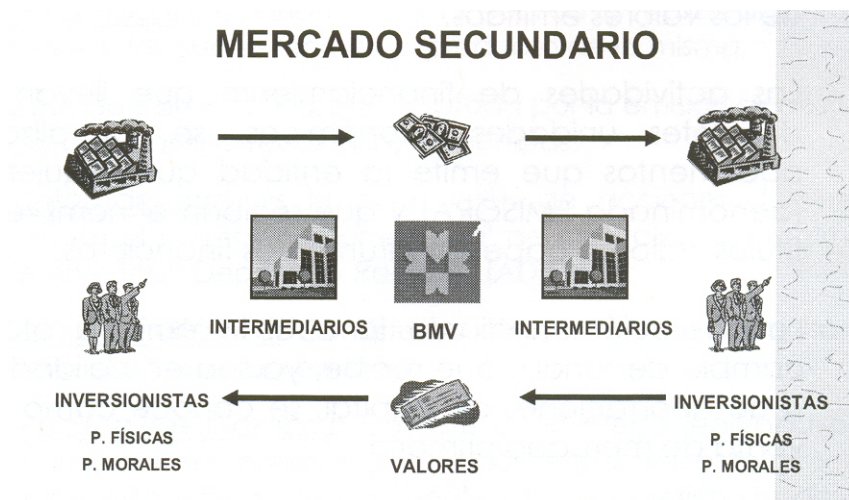 MERCADO SECUNDARIO
INTERMEDIARIOS
BMV
INTERMEDIARIOS
INVERSIONISTAS
P. FÍSICAS
P. MORALES
VALORES
INVERSIONISTAS
P. FÍSICAS
P. MORALES